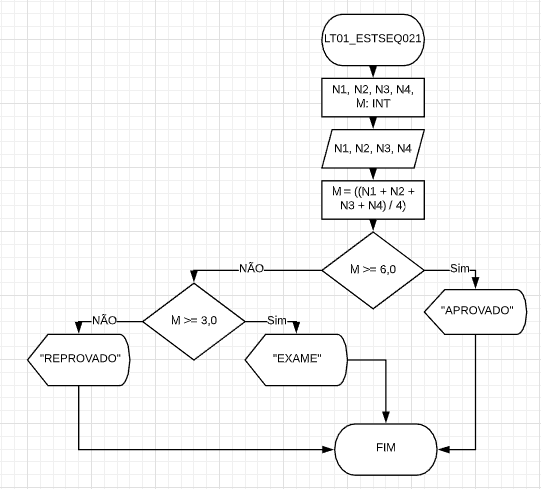 LT01_ESTSEQ021
N1, N2, N3, N4,
M: INT
N1, N2, N3, N4
M = ((N1 + N2 +
N3 + N4) / 4)
M >= 6,0
NÃO
Sim
"APROVADO"
M >= 3,0
NÃO
Sim
"REPROVADO"
"EXAME"
FIM